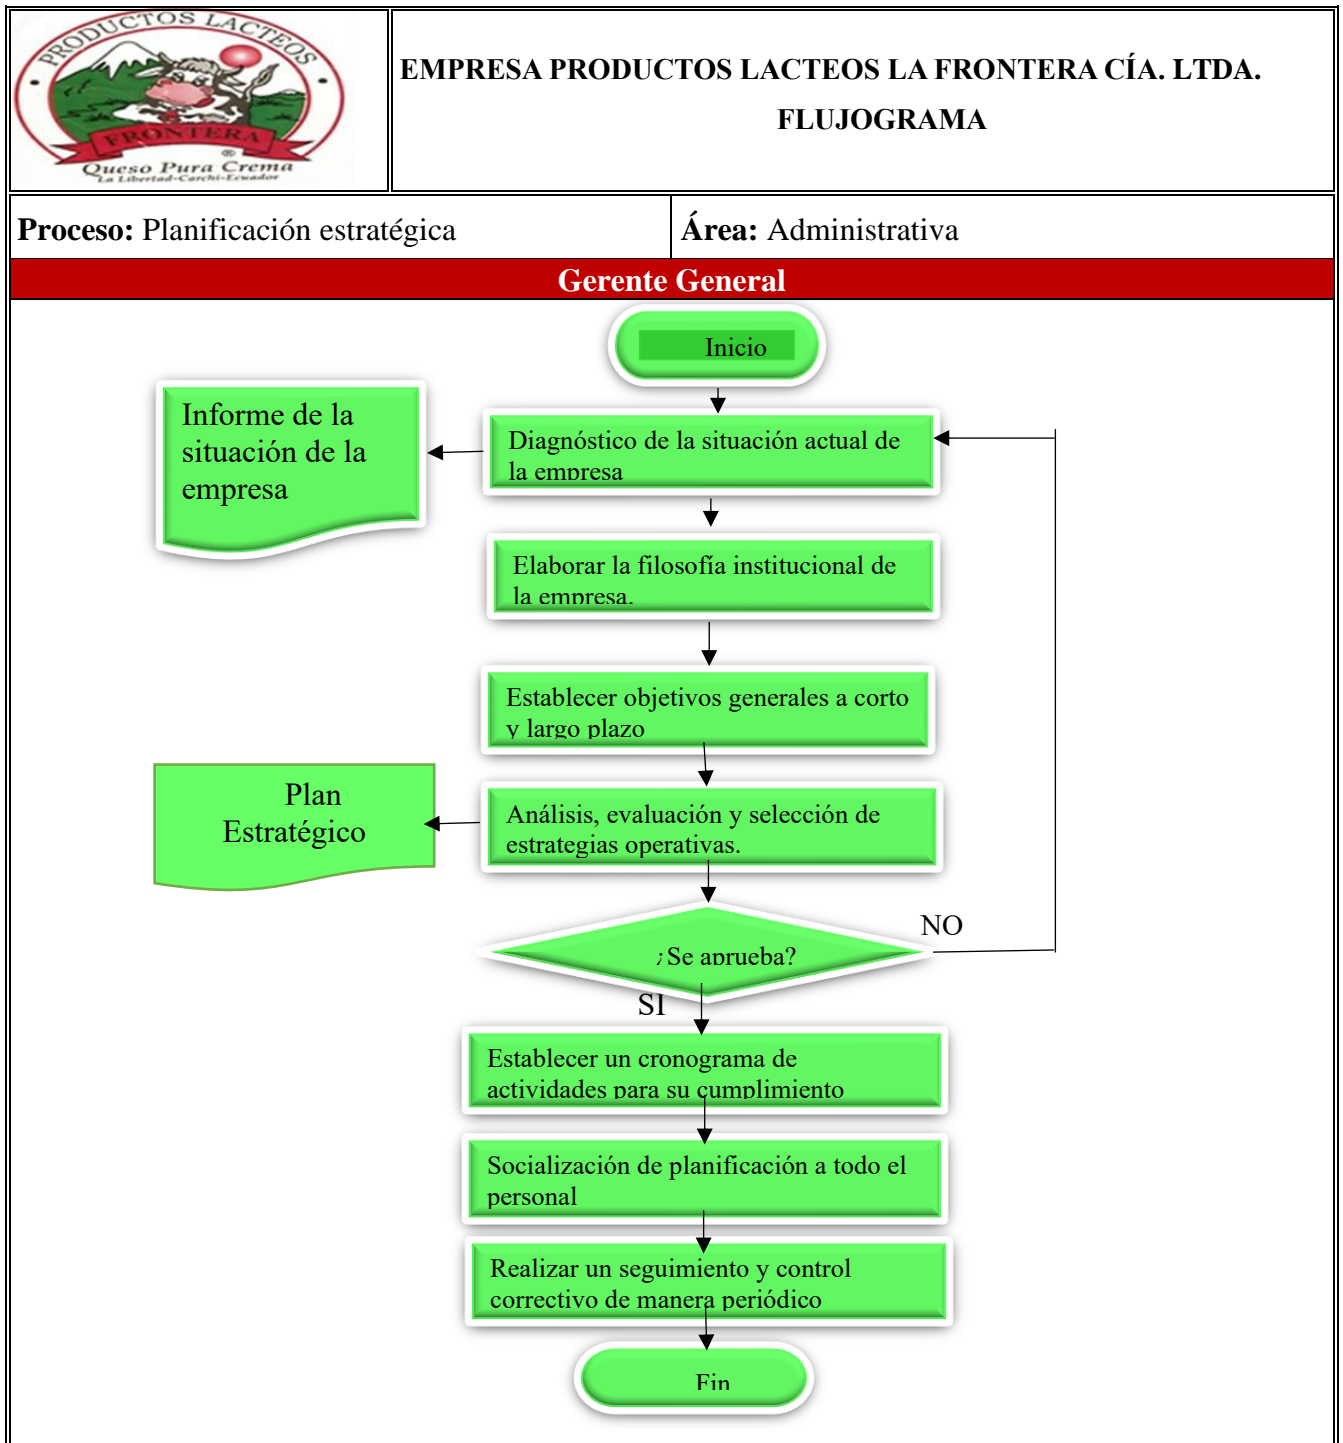 PRODUCTOS LACTEOS
FRONTERA
®
Queso Pura Crema
La Libertad-Carchi-Ecuador
EMPRESA PRODUCTOS LACTEOS LA FRONTERA CÍA. LTDA.
FLUJOGRAMA
Proceso: Planificación estratégica
Área: Administrativa
Gerente General
Inicio
Informe de la
situación de la
empresa
Diagnóstico de la situación actual de
la empresa
Elaborar la filosofía institucional de
la empresa.
Establecer objetivos generales a corto
y largo plazo
Plan
Estratégico
Análisis, evaluación y selección de
estrategias operativas.
NO
¿Se aprueba?
SI
Establecer un cronograma de
actividades para su cumplimiento
Socialización de planificación a todo el
personal
Realizar un seguimiento y control
correctivo de manera periódico
Fin